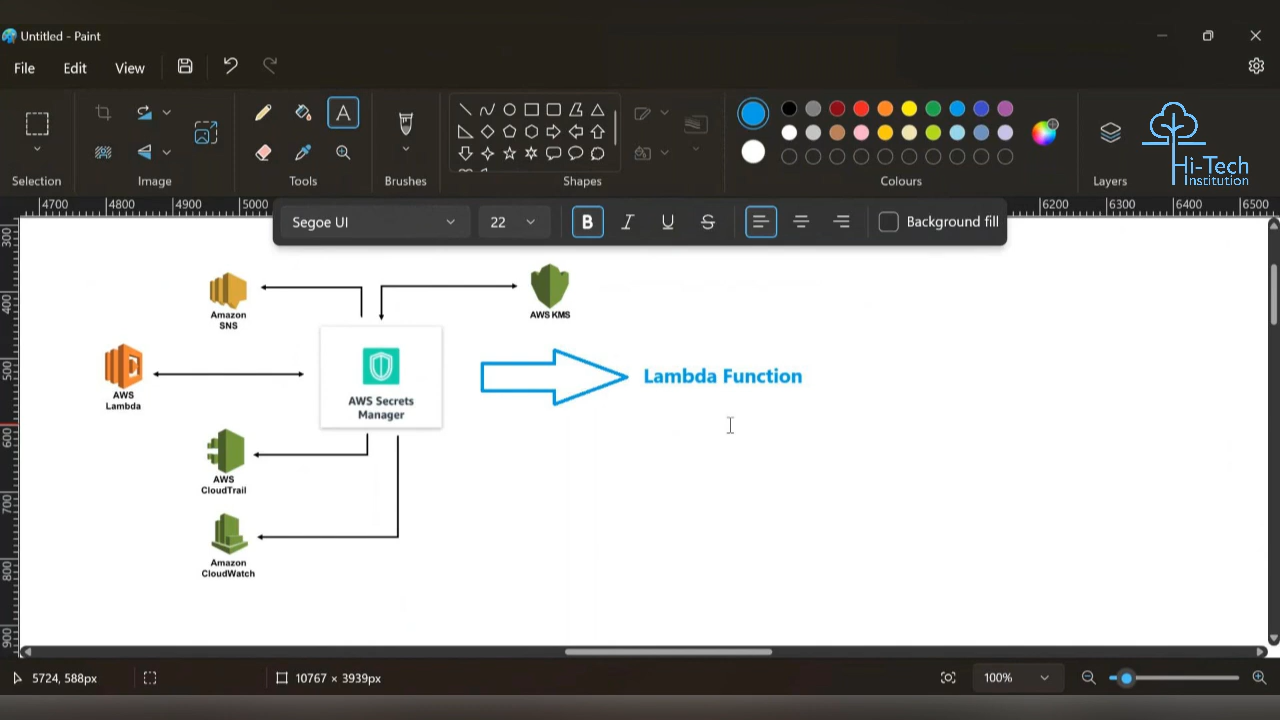 Untitled - Paint
File
Edit
View
Selection
Image
Tools
Brushes
Shapes
Colours
Layers
Hi-Tech
Institution
4700
4800
4900
5000
6200
6300
6400
6500
Segoe UI
22
B
I
U
S
Background fill
300
400
500
600
700
800
900
Amazon
SNS
AWS KMS
AWS
Lambda
AWS Secrets
Manager
Lambda Function
AWS
CloudTrail
Amazon
CloudWatch
5724, 588px
10767 × 3939px
100%